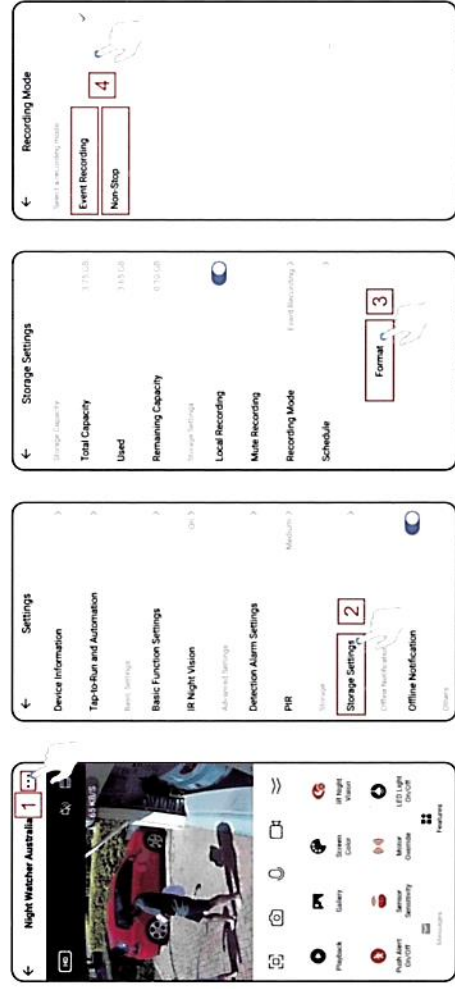 Night Watcher Australia
1
HD
Playback
Gallery
Screen
Color
IR Night
Vision
Push Alert
On/Off
Sensor
Sensitivity
Motor
Override
LED Light
On/Off
Messages
Features
Settings
Device Information
Tap-to-Run and Automation
Basic Settings
Basic Function Settings
IR Night Vision
On
Advanced Settings
Detection Alarm Settings
PIR
Medium
Storage
Storage Settings
2
Offline Notification
Offline Notification
Others
Storage Settings
Storage Capacity
Total Capacity
Used
Remaining Capacity
Storage Settings
Local Recording
Mute Recording
Recording Mode
Event Recording
Schedule
Format
3
Recording Mode
Select a recording mode
Event Recording
Non-Stop
4